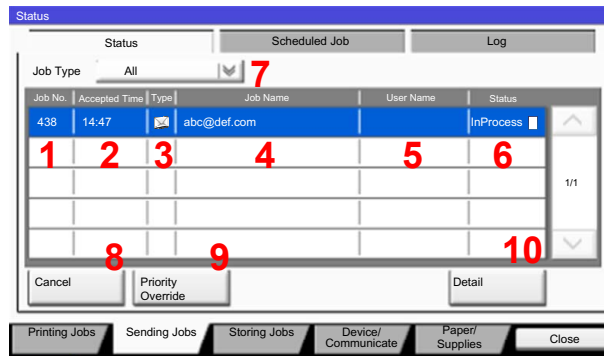 Status
Status Scheduled Job Log
Job Type All 7
Job No. Accepted Time Type Job Name User Name Status
438 14:47 abc@def.com InProcess
1 2 3 4 5 6
1/1
8 9 10
Cancel Priority Override Detail
Printing Jobs Sending Jobs Storing Jobs Device/ Communicate Paper/ Supplies Close